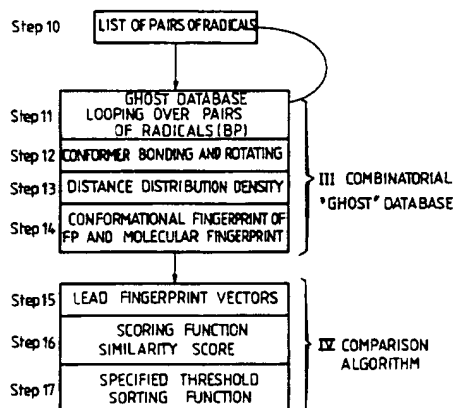 Step 10
LIST OF PAIRS OF RADICALS
Step 11
GHOST DATABASE
LOOPING OVER PAIRS
OF RADICALS (BP)
Step 12
CONFORMER BONDING AND ROTATING
Step 13
DISTANCE DISTRIBUTION DENSITY
Step 14
CONFORMATIONAL FINGERPRINT OF
FP AND MOLECULAR FINGERPRINT
III COMBINATORIAL
"GHOST" DATABASE
Step 15
LEAD FINGERPRINT VECTORS
Step 16
SCORING FUNCTION
SIMILARITY SCORE
Step 17
SPECIFIED THRESHOLD
SORTING FUNCTION
IV COMPARISON
ALGORITHM